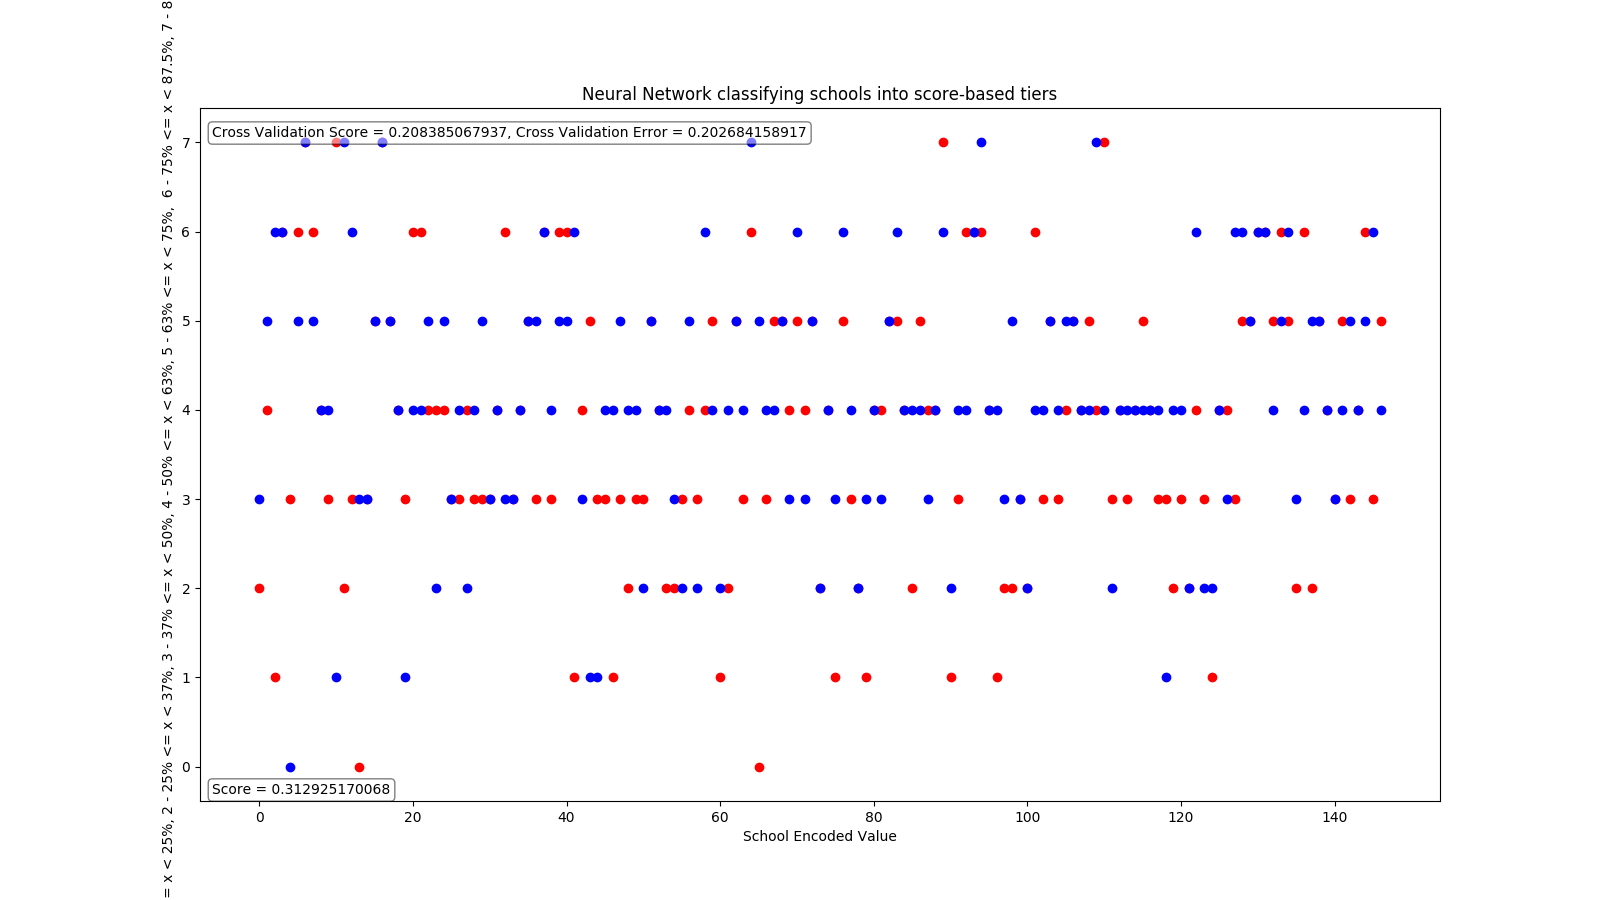 Neural Network classifying schools into score-based tiers
Cross Validation Score = 0.208385067937, Cross Validation Error = 0.202684158917
= x < 25%, 2 - 25% <= x < 37%, 3 - 37% <= x < 50%, 4 - 50% <= x < 63%, 5 - 63% <= x < 75%,  6 - 75% <= x < 87.5%, 7 - 8
7
6
5
4
3
2
1
0
Score = 0.312925170068
0 20 40 60 80 100 120 140
School Encoded Value